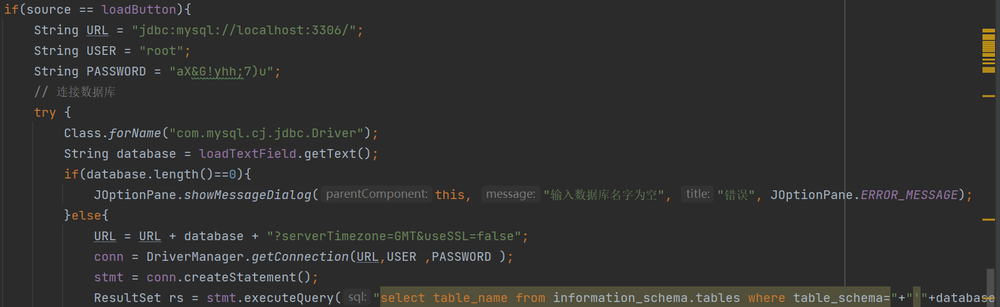 if(source == loadButton){
String URL = "jdbc:mysql://localhost:3306/";
String USER = "root";
String PASSWORD = "aX&G!yhh;7)u";
// 连接数据库
try {
Class.forName("com.mysql.cj.jdbc.Driver");
String database = loadTextField.getText();
if(database.length()==0){
JOptionPane.showMessageDialog( parentComponent: this, message: "输入数据库名字为空", title: "错误", JOptionPane.ERROR_MESSAGE);
}else{
URL = URL + database + "?serverTimezone=GMT&useSSL=false";
conn = DriverManager.getConnection(URL,USER ,PASSWORD );
stmt = conn.createStatement();
ResultSet rs = stmt.executeQuery( sql: "select table_name from information_schema.tables where table_schema="+"'"+database